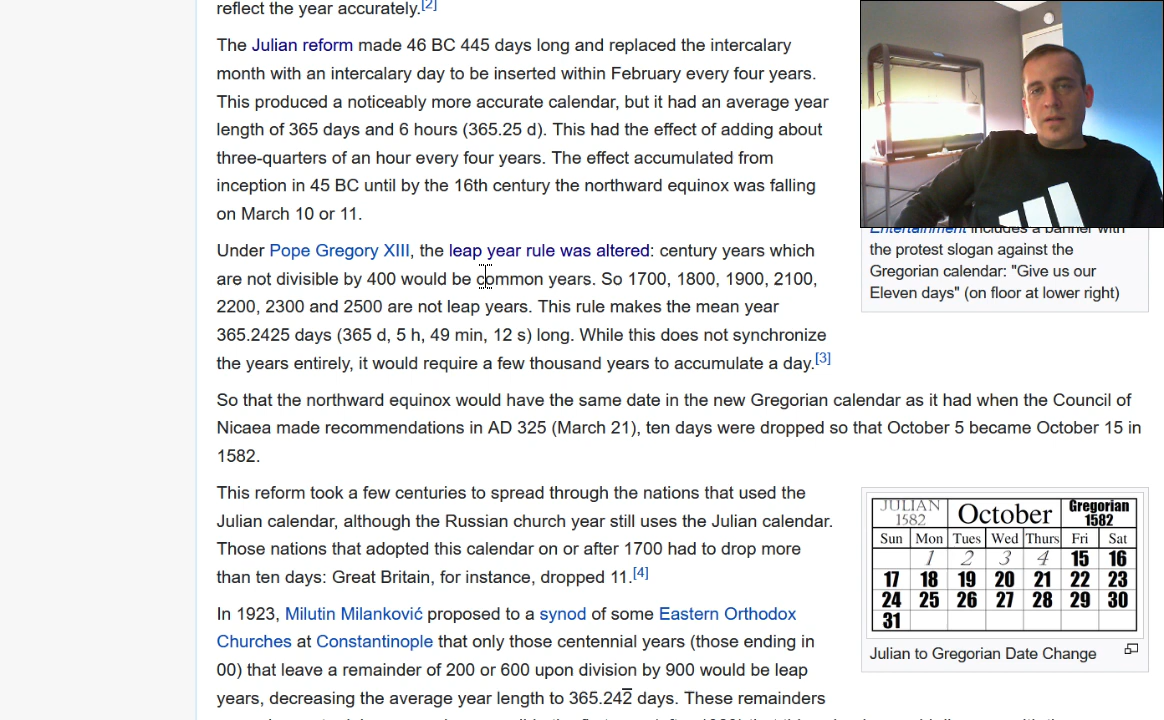 reflect the year accurately.[2]
The Julian reform made 46 BC 445 days long and replaced the intercalary
month with an intercalary day to be inserted within February every four years.
This produced a noticeably more accurate calendar, but it had an average year
length of 365 days and 6 hours (365.25 d). This had the effect of adding about
three-quarters of an hour every four years. The effect accumulated from
inception in 45 BC until by the 16th century the northward equinox was falling
on March 10 or 11.
Under Pope Gregory XIII, the leap year rule was altered: century years which
are not divisible by 400 would be common years. So 1700, 1800, 1900, 2100,
2200, 2300 and 2500 are not leap years. This rule makes the mean year
365.2425 days (365 d, 5 h, 49 min, 12 s) long. While this does not synchronize
the years entirely, it would require a few thousand years to accumulate a day.[3]
Entertainment includes a banner with
the protest slogan against the
Gregorian calendar: "Give us our
Eleven days" (on floor at lower right)
So that the northward equinox would have the same date in the new Gregorian calendar as it had when the Council of
Nicaea made recommendations in AD 325 (March 21), ten days were dropped so that October 5 became October 15 in
1582.
This reform took a few centuries to spread through the nations that used the
Julian calendar, although the Russian church year still uses the Julian calendar.
Those nations that adopted this calendar on or after 1700 had to drop more
than ten days: Great Britain, for instance, dropped 11.[4]
In 1923, Milutin Milanković proposed to a synod of some Eastern Orthodox
Churches at Constantinople that only those centennial years (those ending in
00) that leave a remainder of 200 or 600 upon division by 900 would be leap
years, decreasing the average year length to 365.242̅ days. These remainders
JULIAN 1582 October Gregorian 1582
Sun Mon Tues Wed Thurs Fri Sat
1 2 3 4 15 16
17 18 19 20 21 22 23
24 25 26 27 28 29 30
31
Julian to Gregorian Date Change